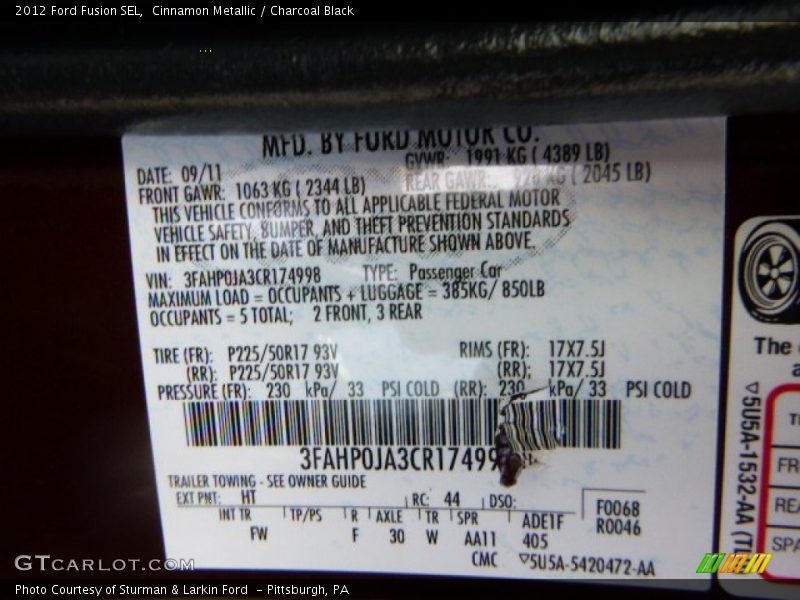 2012 Ford Fusion SEL, Cinnamon Metallic / Charcoal Black
MFD. BY FORD MOTOR CO.
DATE: 09/11 GVWR: 1991 KG ( 4389 LB)
FRONT GAWR: 1063 KG ( 2344 LB) REAR GAWR: 928 KG ( 2045 LB)
THIS VEHICLE CONFORMS TO ALL APPLICABLE FEDERAL MOTOR
VEHICLE SAFETY, BUMPER, AND THEFT PREVENTION STANDARDS
IN EFFECT ON THE DATE OF MANUFACTURE SHOWN ABOVE.
VIN: 3FAHP0JA3CR174998 TYPE: Passenger Car
MAXIMUM LOAD = OCCUPANTS + LUGGAGE = 385KG/ 850LB
OCCUPANTS = 5 TOTAL; 2 FRONT, 3 REAR
TIRE (FR): P225/50R17 93V RIMS (FR): 17X7.5J
(RR): P225/50R17 93V (RR): 17X7.5J
PRESSURE (FR): 230 kPa/ 33 PSI COLD (RR): 230 kPa/ 33 PSI COLD
3FAHP0JA3CR17499
TRAILER TOWING - SEE OWNER GUIDE
EXT PNT: HT RC: 44 DSO:
F0068
R0046
INT TR TP/PS R AXLE TR SPR ADE1F
FW F 30 W AA11 405
CMC ▽5U5A-5420472-AA
The
▽5U5A-1532-AA
FR
REA
SPA
GTCARLOT.COM
Photo Courtesy of Sturman & Larkin Ford - Pittsburgh, PA